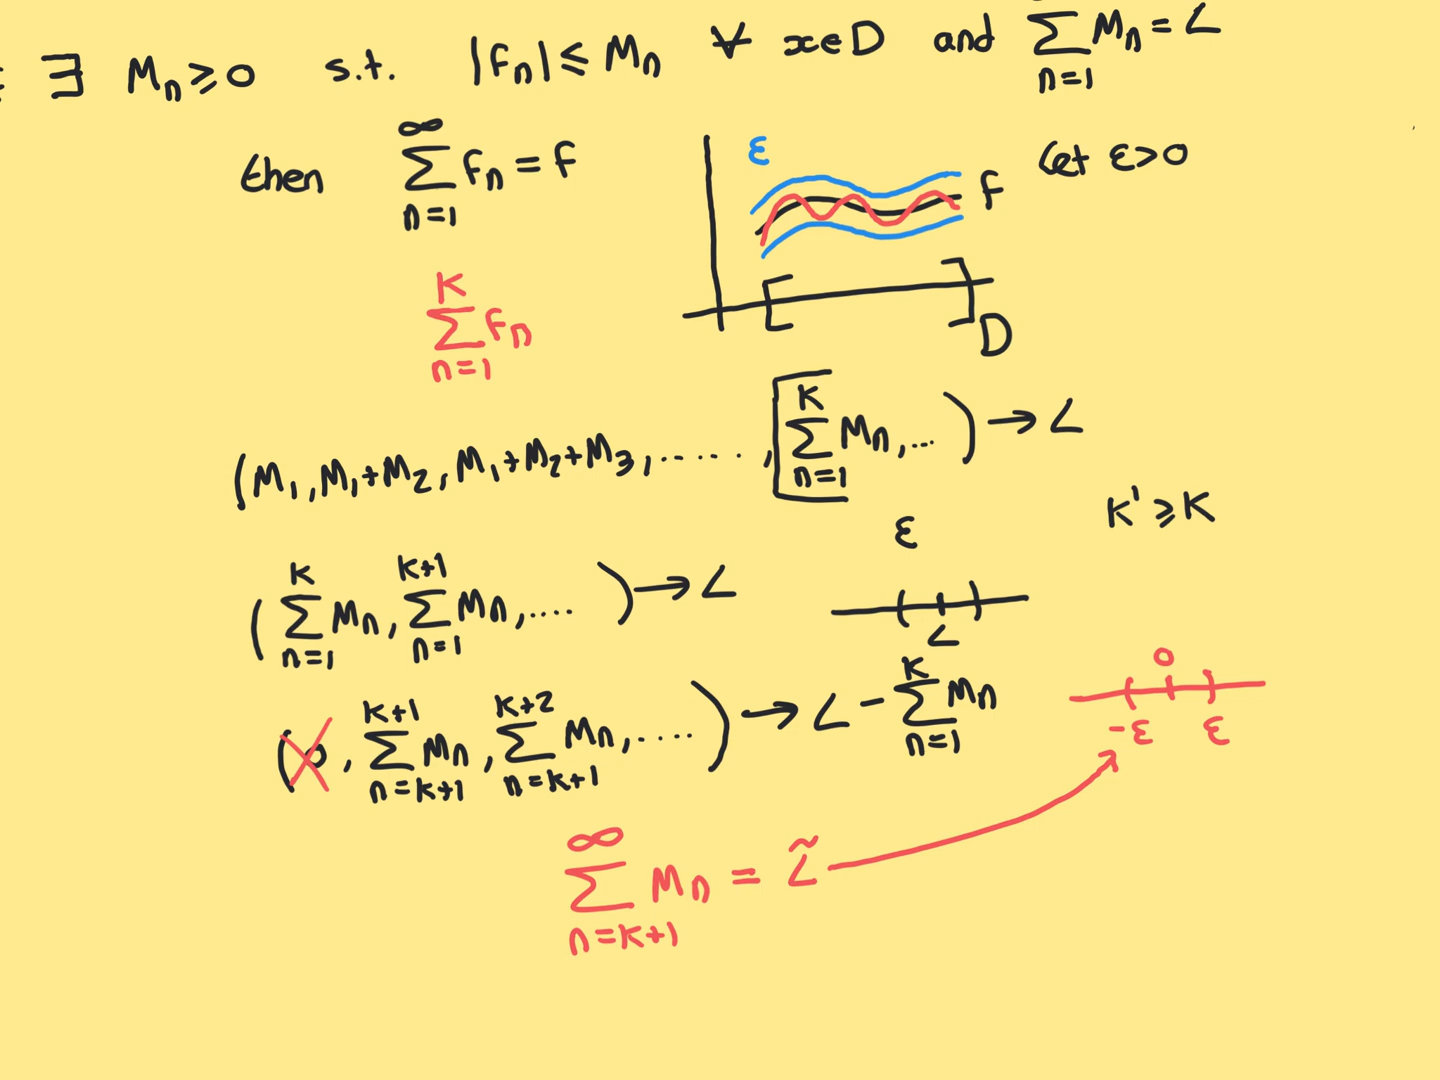 ∃ Mₙ ≥ 0 s.t. |fₙ| ≤ Mₙ ∀ x∈D and ∑_{n=1} Mₙ = L
then ∑_{n=1}^{∞} fₙ = f
ε
f
Let ε>0
∑_{n=1}^{K} fₙ
D
(M₁, M₁+M₂, M₁+M₂+M₃, ......, [∑_{n=1}^{K} Mₙ, ... ) → L
ε
K' ≥ K
(∑_{n=1}^{K} Mₙ, ∑_{n=1}^{K+1} Mₙ, .... ) → L
( L )
(0, ∑_{n=K+1}^{K+1} Mₙ, ∑_{n=K+1}^{K+2} Mₙ, .... ) → L - ∑_{n=1}^{K} Mₙ
0
-ε ε
∑_{n=K+1}^{∞} Mₙ = L̃